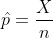 p̂ = X/n